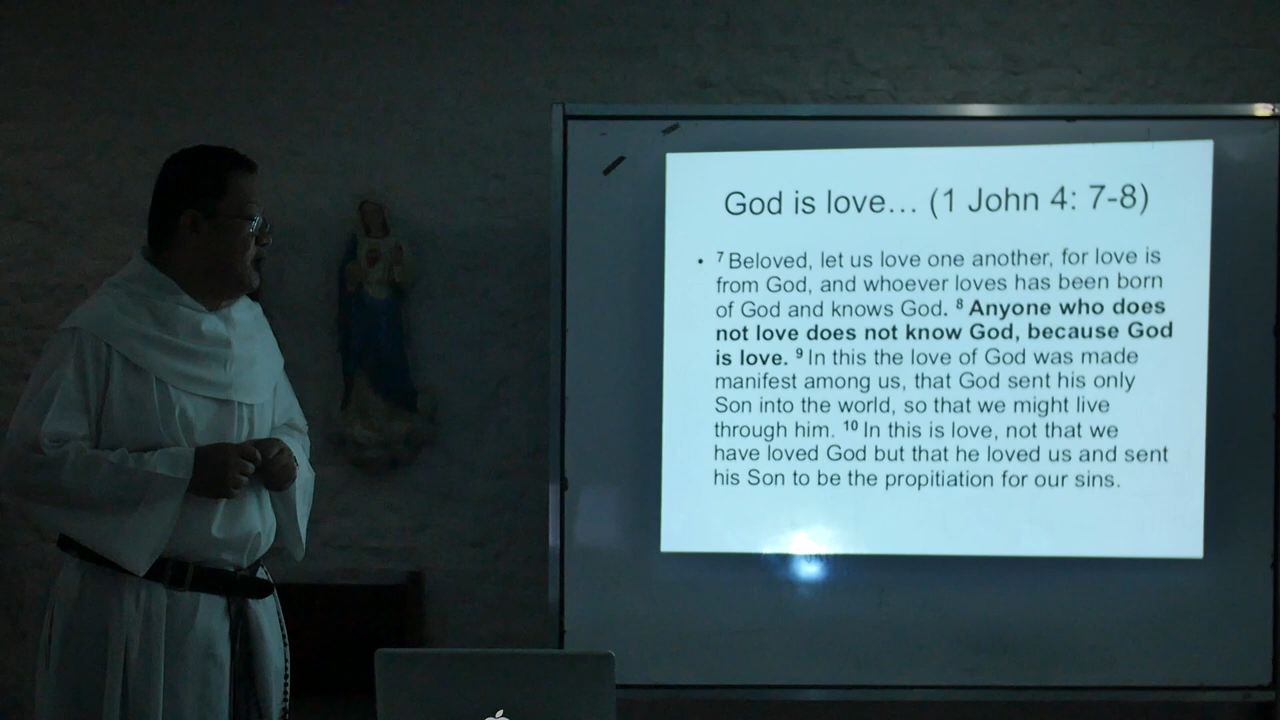 God is love… (1 John 4: 7-8)
• ⁷ Beloved, let us love one another, for love is
from God, and whoever loves has been born
of God and knows God. ⁸ Anyone who does
not love does not know God, because God
is love. ⁹ In this the love of God was made
manifest among us, that God sent his only
Son into the world, so that we might live
through him. ¹⁰ In this is love, not that we
have loved God but that he loved us and sent
his Son to be the propitiation for our sins.